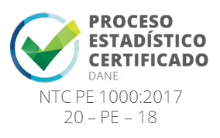 PROCESO
ESTADÍSTICO
CERTIFICADO
DANE
NTC PE 1000:2017
20 – PE – 18